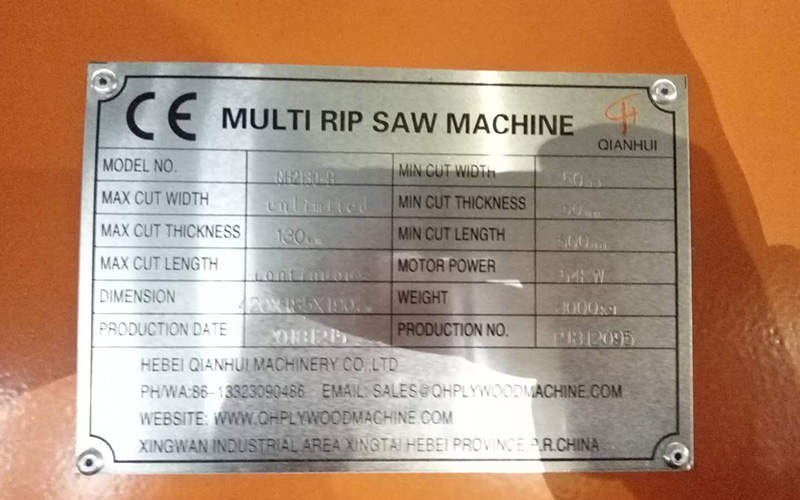 CE MULTI RIP SAW MACHINE
QIANHUI
MODEL NO. MIN CUT WIDTH
MAX CUT WIDTH unlimited MIN CUT THICKNESS
MAX CUT THICKNESS 130 MIN CUT LENGTH
MAX CUT LENGTH MOTOR POWER
DIMENSION WEIGHT
PRODUCTION DATE PRODUCTION NO.
HEBEI QIANHUI MACHINERY CO.,LTD
PH/WA:86-13323090486 EMAIL: SALES@QHPLYWOODMACHINE.COM
WEBSITE: WWW.QHPLYWOODMACHINE.COM
XINGWAN INDUSTRIAL AREA XINGTAI HEBEI PROVINCE P.R.CHINA